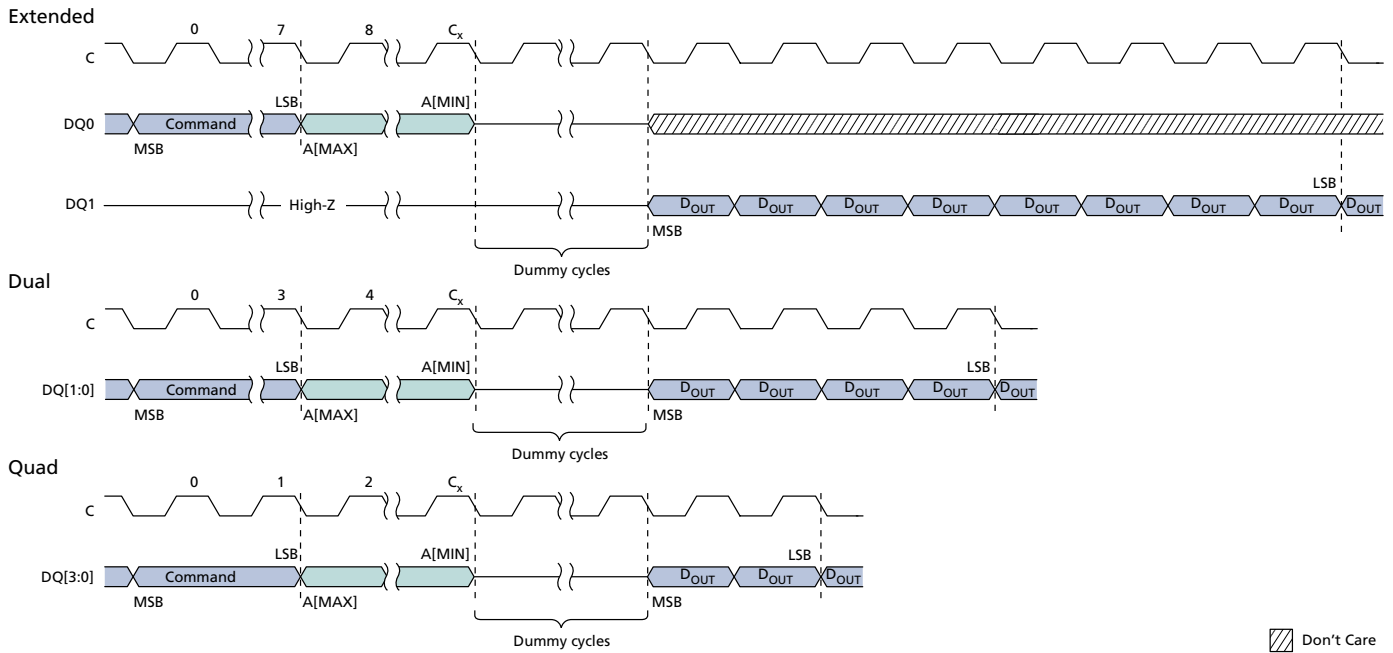 Extended
0 7 8 Cx
C
LSB A[MIN]
DQ0 Command
MSB A[MAX]
LSB
DQ1 High-Z DOUT DOUT DOUT DOUT DOUT DOUT DOUT DOUT DOUT
MSB
Dummy cycles
Dual
0 3 4 Cx
C
LSB A[MIN] LSB
DQ[1:0] Command DOUT DOUT DOUT DOUT DOUT
MSB A[MAX] MSB
Dummy cycles
Quad
0 1 2 Cx
C
LSB A[MIN] LSB
DQ[3:0] Command DOUT DOUT DOUT
MSB A[MAX] MSB
Dummy cycles
Don't Care